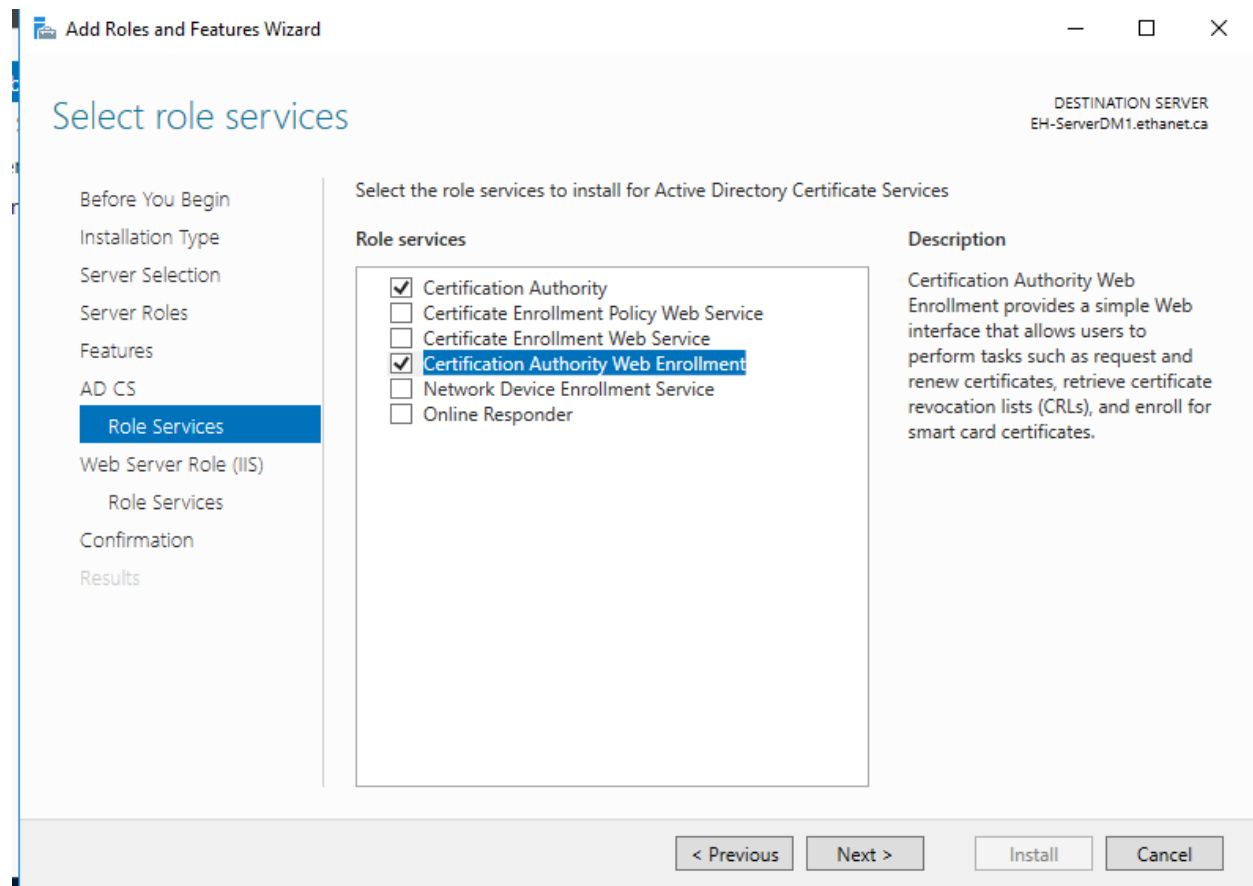 Add Roles and Features Wizard
Select role services
DESTINATION SERVER
EH-ServerDM1.ethanet.ca
Before You Begin
Installation Type
Server Selection
Server Roles
Features
AD CS
Role Services
Web Server Role (IIS)
Role Services
Confirmation
Results
Select the role services to install for Active Directory Certificate Services
Role services
Certification Authority
Certificate Enrollment Policy Web Service
Certificate Enrollment Web Service
Certification Authority Web Enrollment
Network Device Enrollment Service
Online Responder
Description
Certification Authority Web
Enrollment provides a simple Web
interface that allows users to
perform tasks such as request and
renew certificates, retrieve certificate
revocation lists (CRLs), and enroll for
smart card certificates.
< Previous
Next >
Install
Cancel